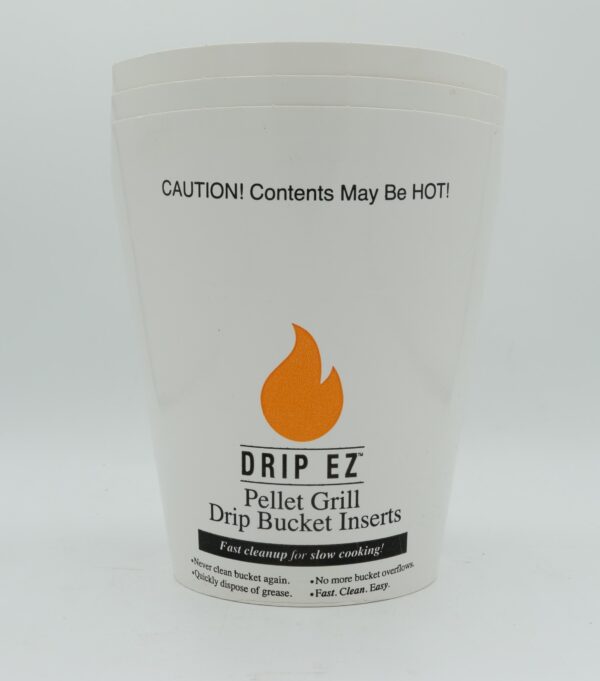 CAUTION! Contents May Be HOT!
DRIP EZ™
Pellet Grill
Drip Bucket Inserts
Fast cleanup for slow cooking!
•Never clean bucket again.
•Quickly dispose of grease.
•No more bucket overflows.
•Fast. Clean. Easy.